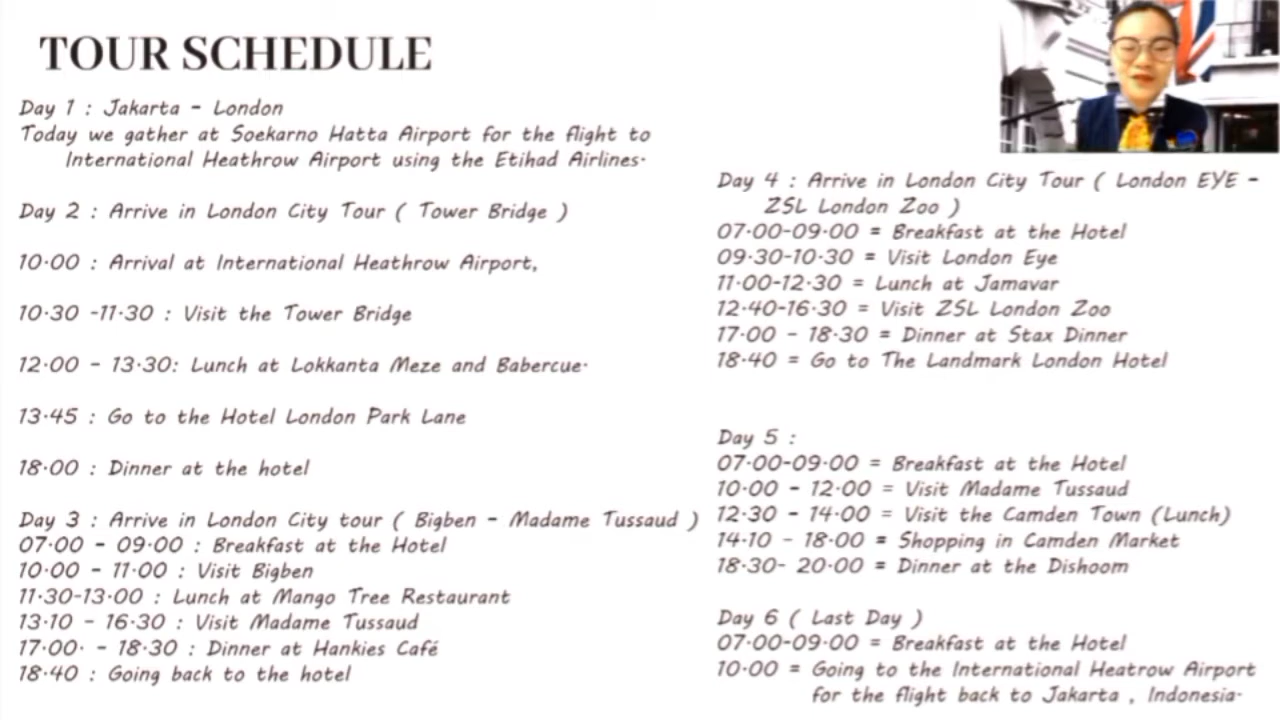 TOUR SCHEDULE
Day 1 : Jakarta - London
Today we gather at Soekarno Hatta Airport for the flight to
International Heathrow Airport using the Etihad Airlines.
Day 2 : Arrive in London City Tour ( Tower Bridge )
10.00 : Arrival at International Heathrow Airport,
10.30 -11.30 : Visit the Tower Bridge
12.00 - 13.30: Lunch at Lokkanta Meze and Babercue.
13.45 : Go to the Hotel London Park Lane
18.00 : Dinner at the hotel
Day 3 : Arrive in London City tour ( Bigben - Madame Tussaud )
07.00 - 09.00 : Breakfast at the Hotel
10.00 - 11.00 : Visit Bigben
11.30-13.00 : Lunch at Mango Tree Restaurant
13.10 - 16.30 : Visit Madame Tussaud
17.00. - 18.30 : Dinner at Hankies Café
18.40 : Going back to the hotel
Day 4 : Arrive in London City Tour ( London EYE -
ZSL London Zoo )
07.00-09.00 = Breakfast at the Hotel
09.30-10.30 = Visit London Eye
11.00-12.30 = Lunch at Jamavar
12.40-16.30 = Visit ZSL London Zoo
17.00 - 18.30 = Dinner at Stax Dinner
18.40 = Go to The Landmark London Hotel
Day 5 :
07.00-09.00 = Breakfast at the Hotel
10.00 - 12.00 = Visit Madame Tussaud
12.30 - 14.00 = Visit the Camden Town (Lunch)
14.10 - 18.00 = Shopping in Camden Market
18.30- 20.00 = Dinner at the Dishoom
Day 6 ( Last Day )
07.00-09.00 = Breakfast at the Hotel
10.00 = Going to the International Heatrow Airport
for the flight back to Jakarta , Indonesia.